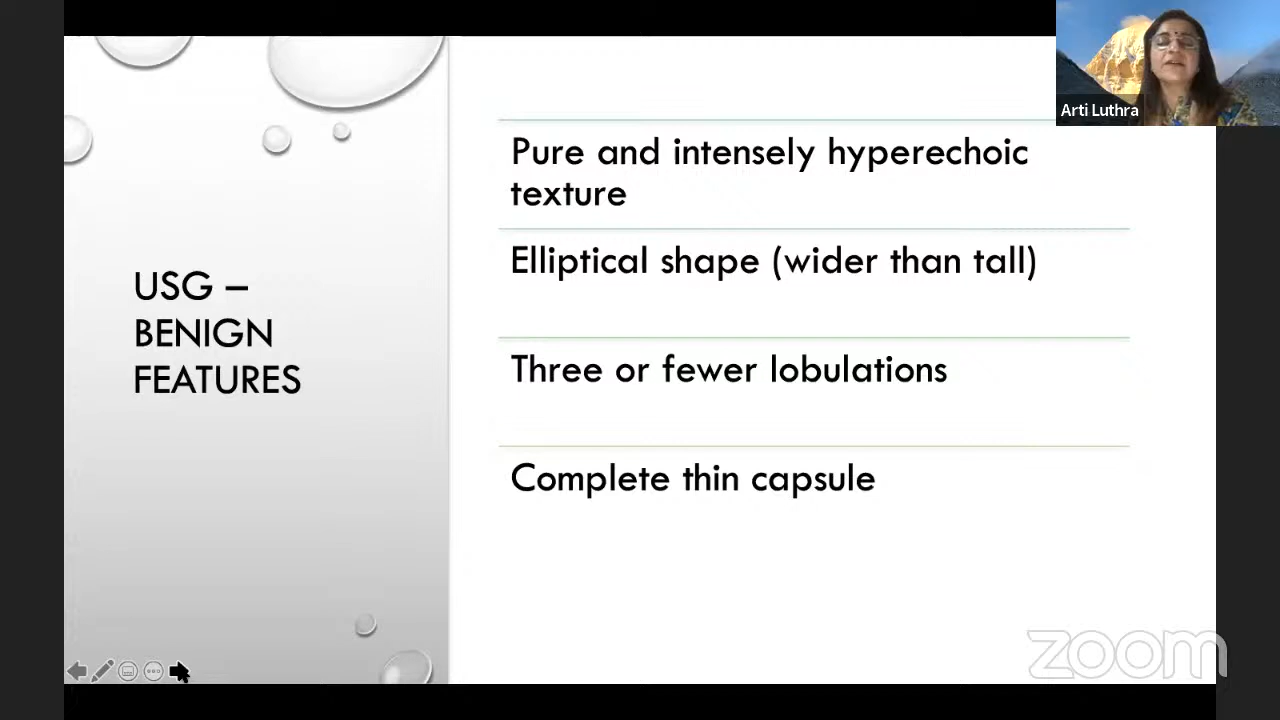 Arti Luthra
Pure and intensely hyperechoic
texture
Elliptical shape (wider than tall)
USG –
BENIGN
FEATURES
Three or fewer lobulations
Complete thin capsule
zoom